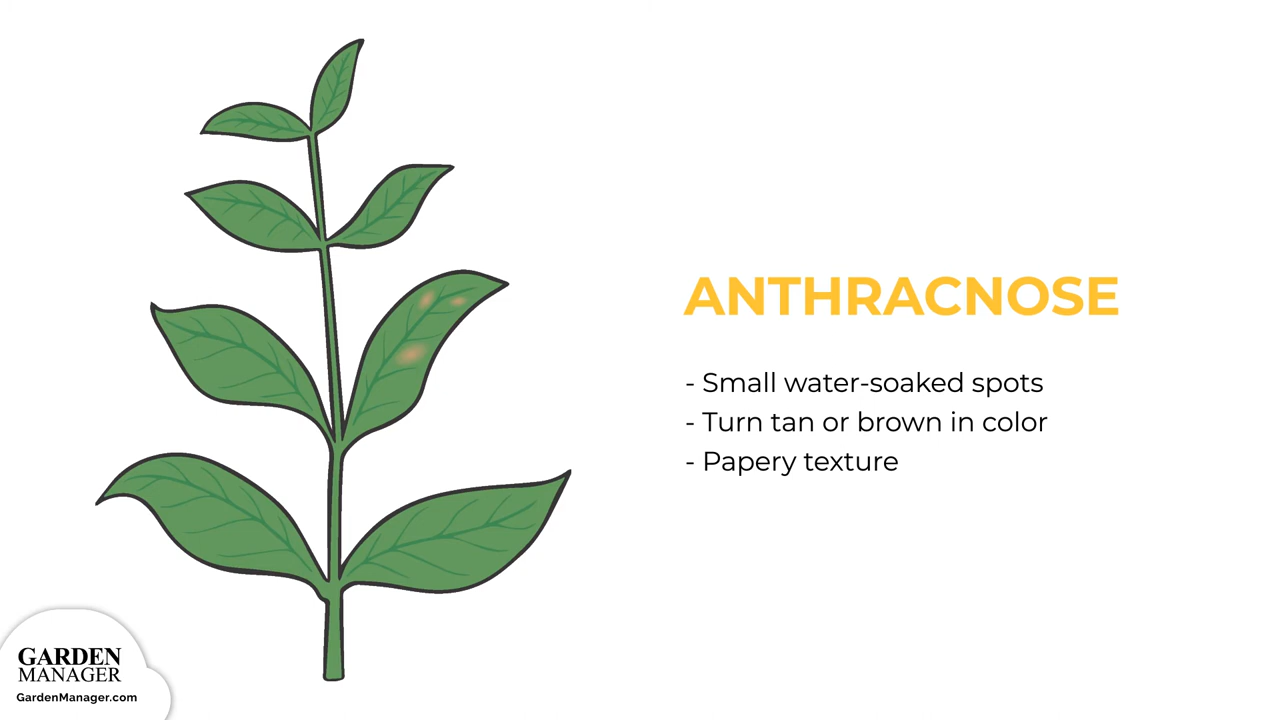 ANTHRACNOSE
- Small water-soaked spots
- Turn tan or brown in color
- Papery texture
GARDEN
MANAGER
GardenManager.com